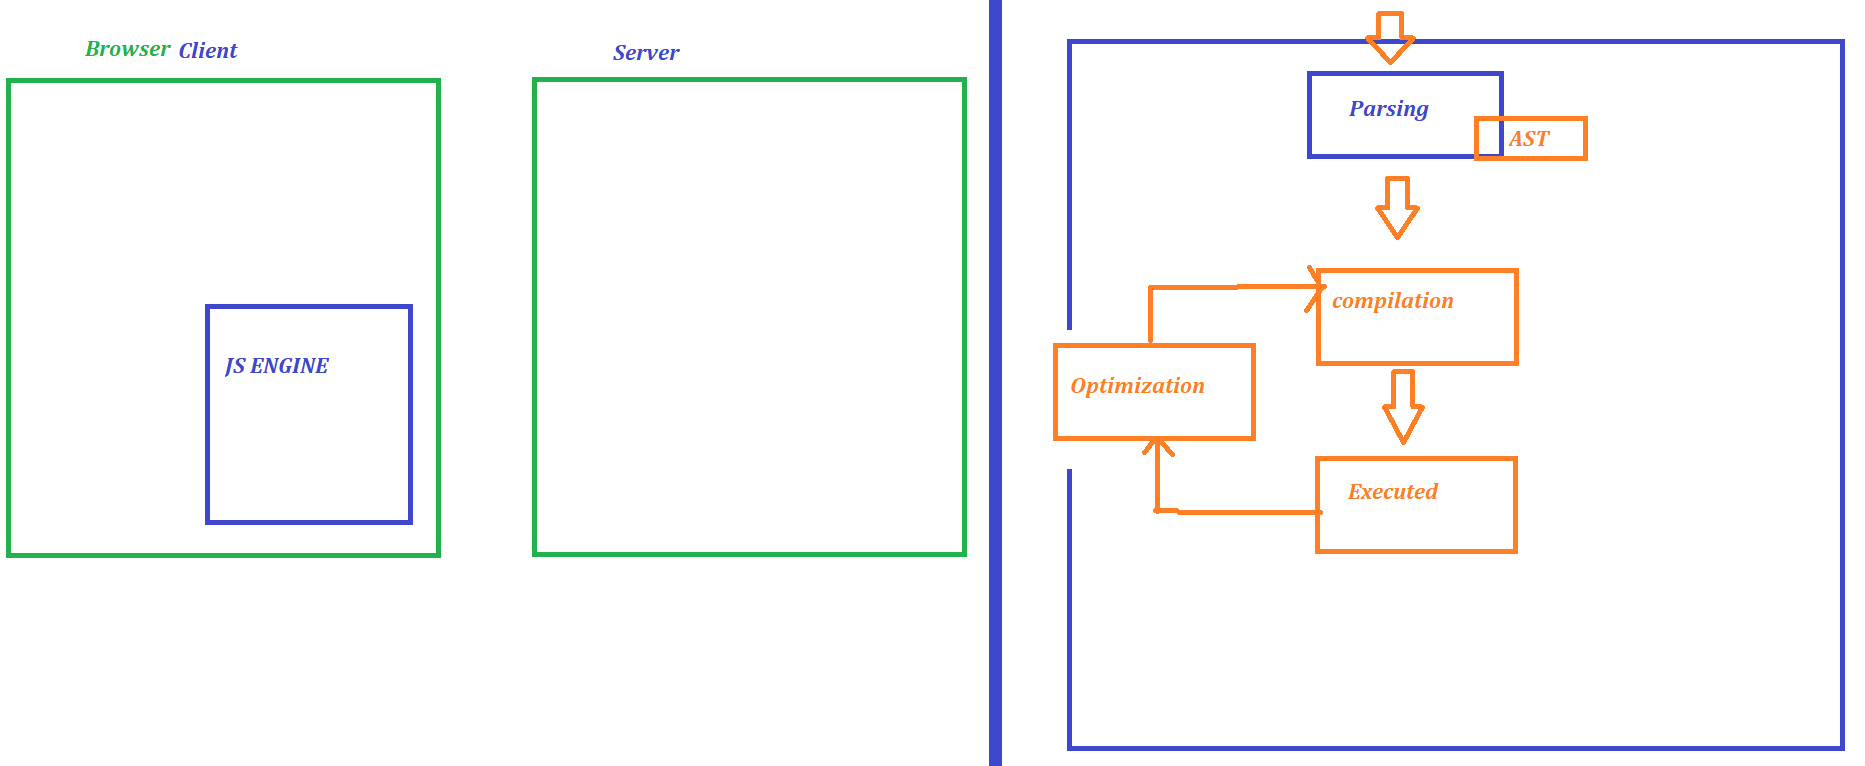 Browser Client
Server
JS ENGINE
Parsing
AST
compilation
Optimization
Executed